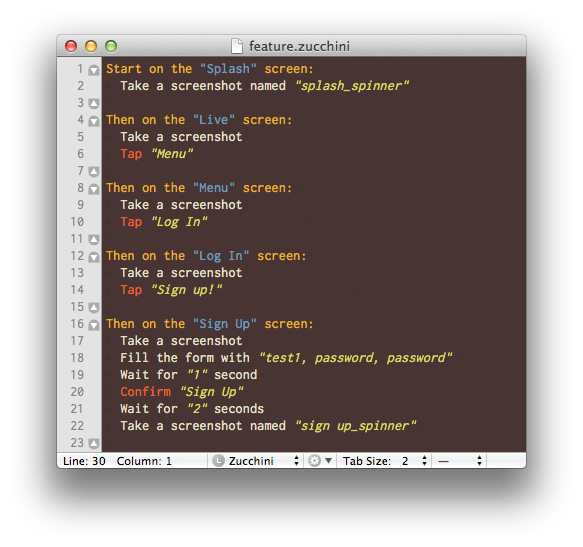 feature.zucchini
1 Start on the "Splash" screen:
2 Take a screenshot named "splash_spinner"
3
4 Then on the "Live" screen:
5 Take a screenshot
6 Tap "Menu"
7
8 Then on the "Menu" screen:
9 Take a screenshot
10 Tap "Log In"
11
12 Then on the "Log In" screen:
13 Take a screenshot
14 Tap "Sign up!"
15
16 Then on the "Sign Up" screen:
17 Take a screenshot
18 Fill the form with "test1, password, password"
19 Wait for "1" second
20 Confirm "Sign Up"
21 Wait for "2" seconds
22 Take a screenshot named "sign up_spinner"
23
Line: 30 Column: 1 L Zucchini Tab Size: 2 —